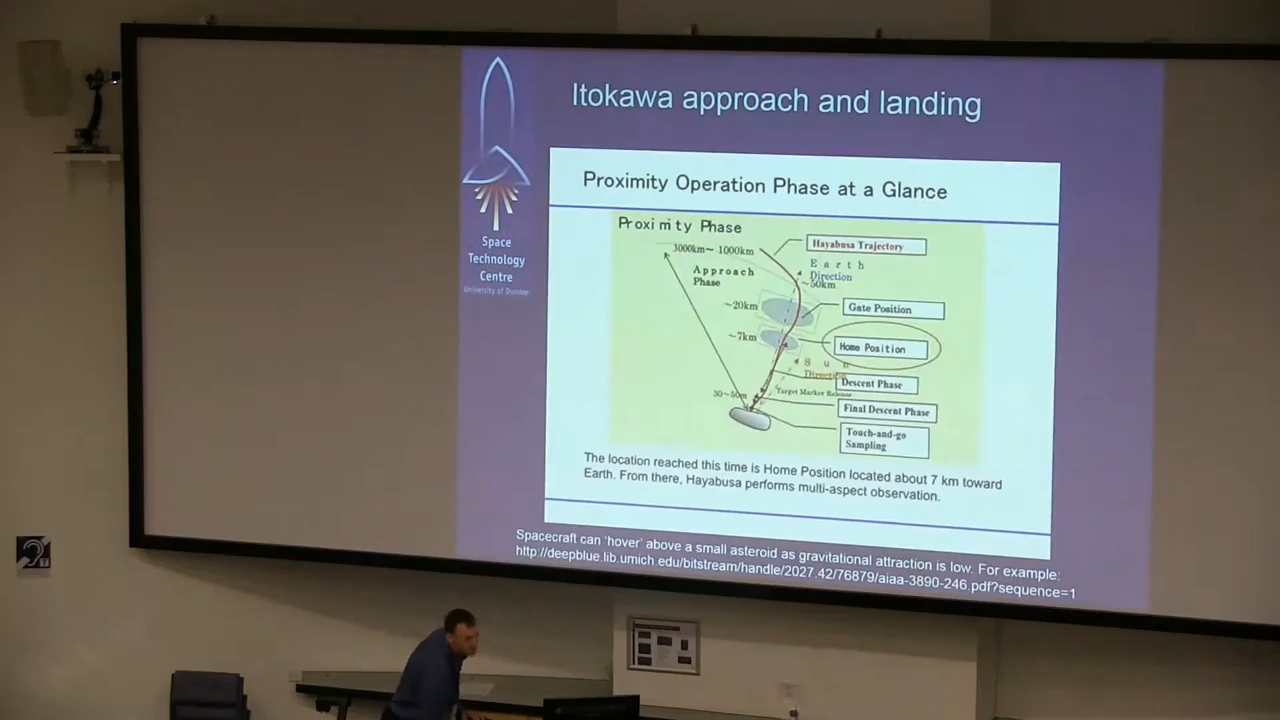 Itokawa approach and landing
Space
Technology
Centre
University of Dundee
Proximity Operation Phase at a Glance
Proximity Phase
3000km~ 1000km
Hayabusa Trajectory
Approach
Phase
Earth
Direction
~50km
~20km
Gate Position
~7km
Home Position
Sun
Direction
Descent Phase
30~50m
Target Marker Release
Final Descent Phase
Touch-and-go
Sampling
The location reached this time is Home Position located about 7 km toward
Earth. From there, Hayabusa performs multi-aspect observation.
Spacecraft can 'hover' above a small asteroid as gravitational attraction is low. For example:
http://deepblue.lib.umich.edu/bitstream/handle/2027.42/76879/aiaa-3890-246.pdf?sequence=1
T